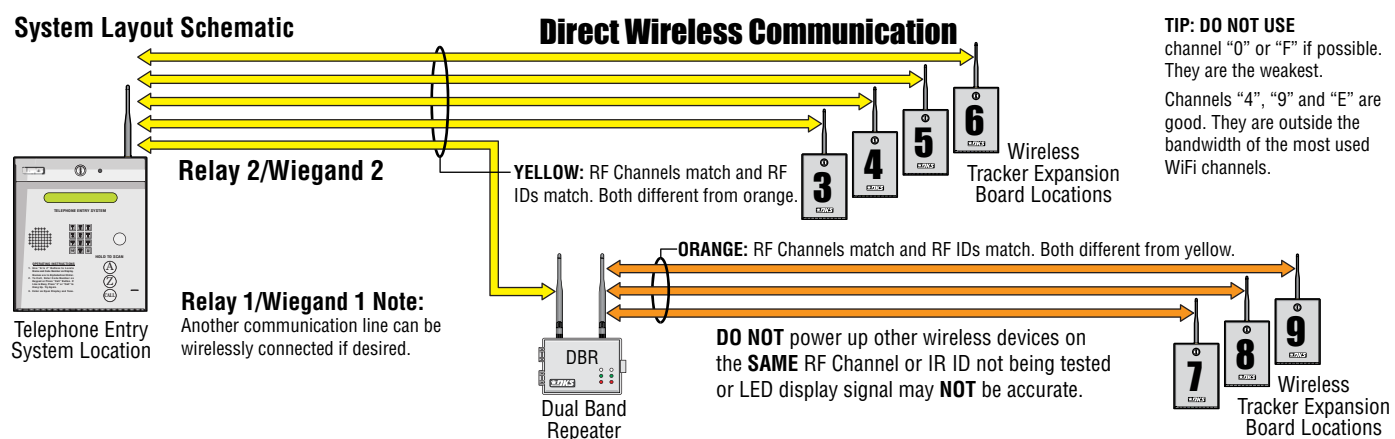 System Layout Schematic
Direct Wireless Communication
TIP: DO NOT USE
channel “0” or “F” if possible.
They are the weakest.
Channels “4”, “9” and “E” are
good. They are outside the
bandwidth of the most used
WiFi channels.
6
5
4
3
Wireless
Tracker Expansion
Board Locations
Relay 2/Wiegand 2
YELLOW: RF Channels match and RF
IDs match. Both different from orange.
TELEPHONE ENTRY SYSTEM
HOLD TO SCAN
OPERATING INSTRUCTIONS
A
Z
CALL
Telephone Entry
System Location
Relay 1/Wiegand 1 Note:
Another communication line can be
wirelessly connected if desired.
ORANGE: RF Channels match and RF IDs match. Both different from yellow.
DBR
DKS
Dual Band
Repeater
DO NOT power up other wireless devices on
the SAME RF Channel or IR ID not being tested
or LED display signal may NOT be accurate.
9
8
7
Wireless
Tracker Expansion
Board Locations